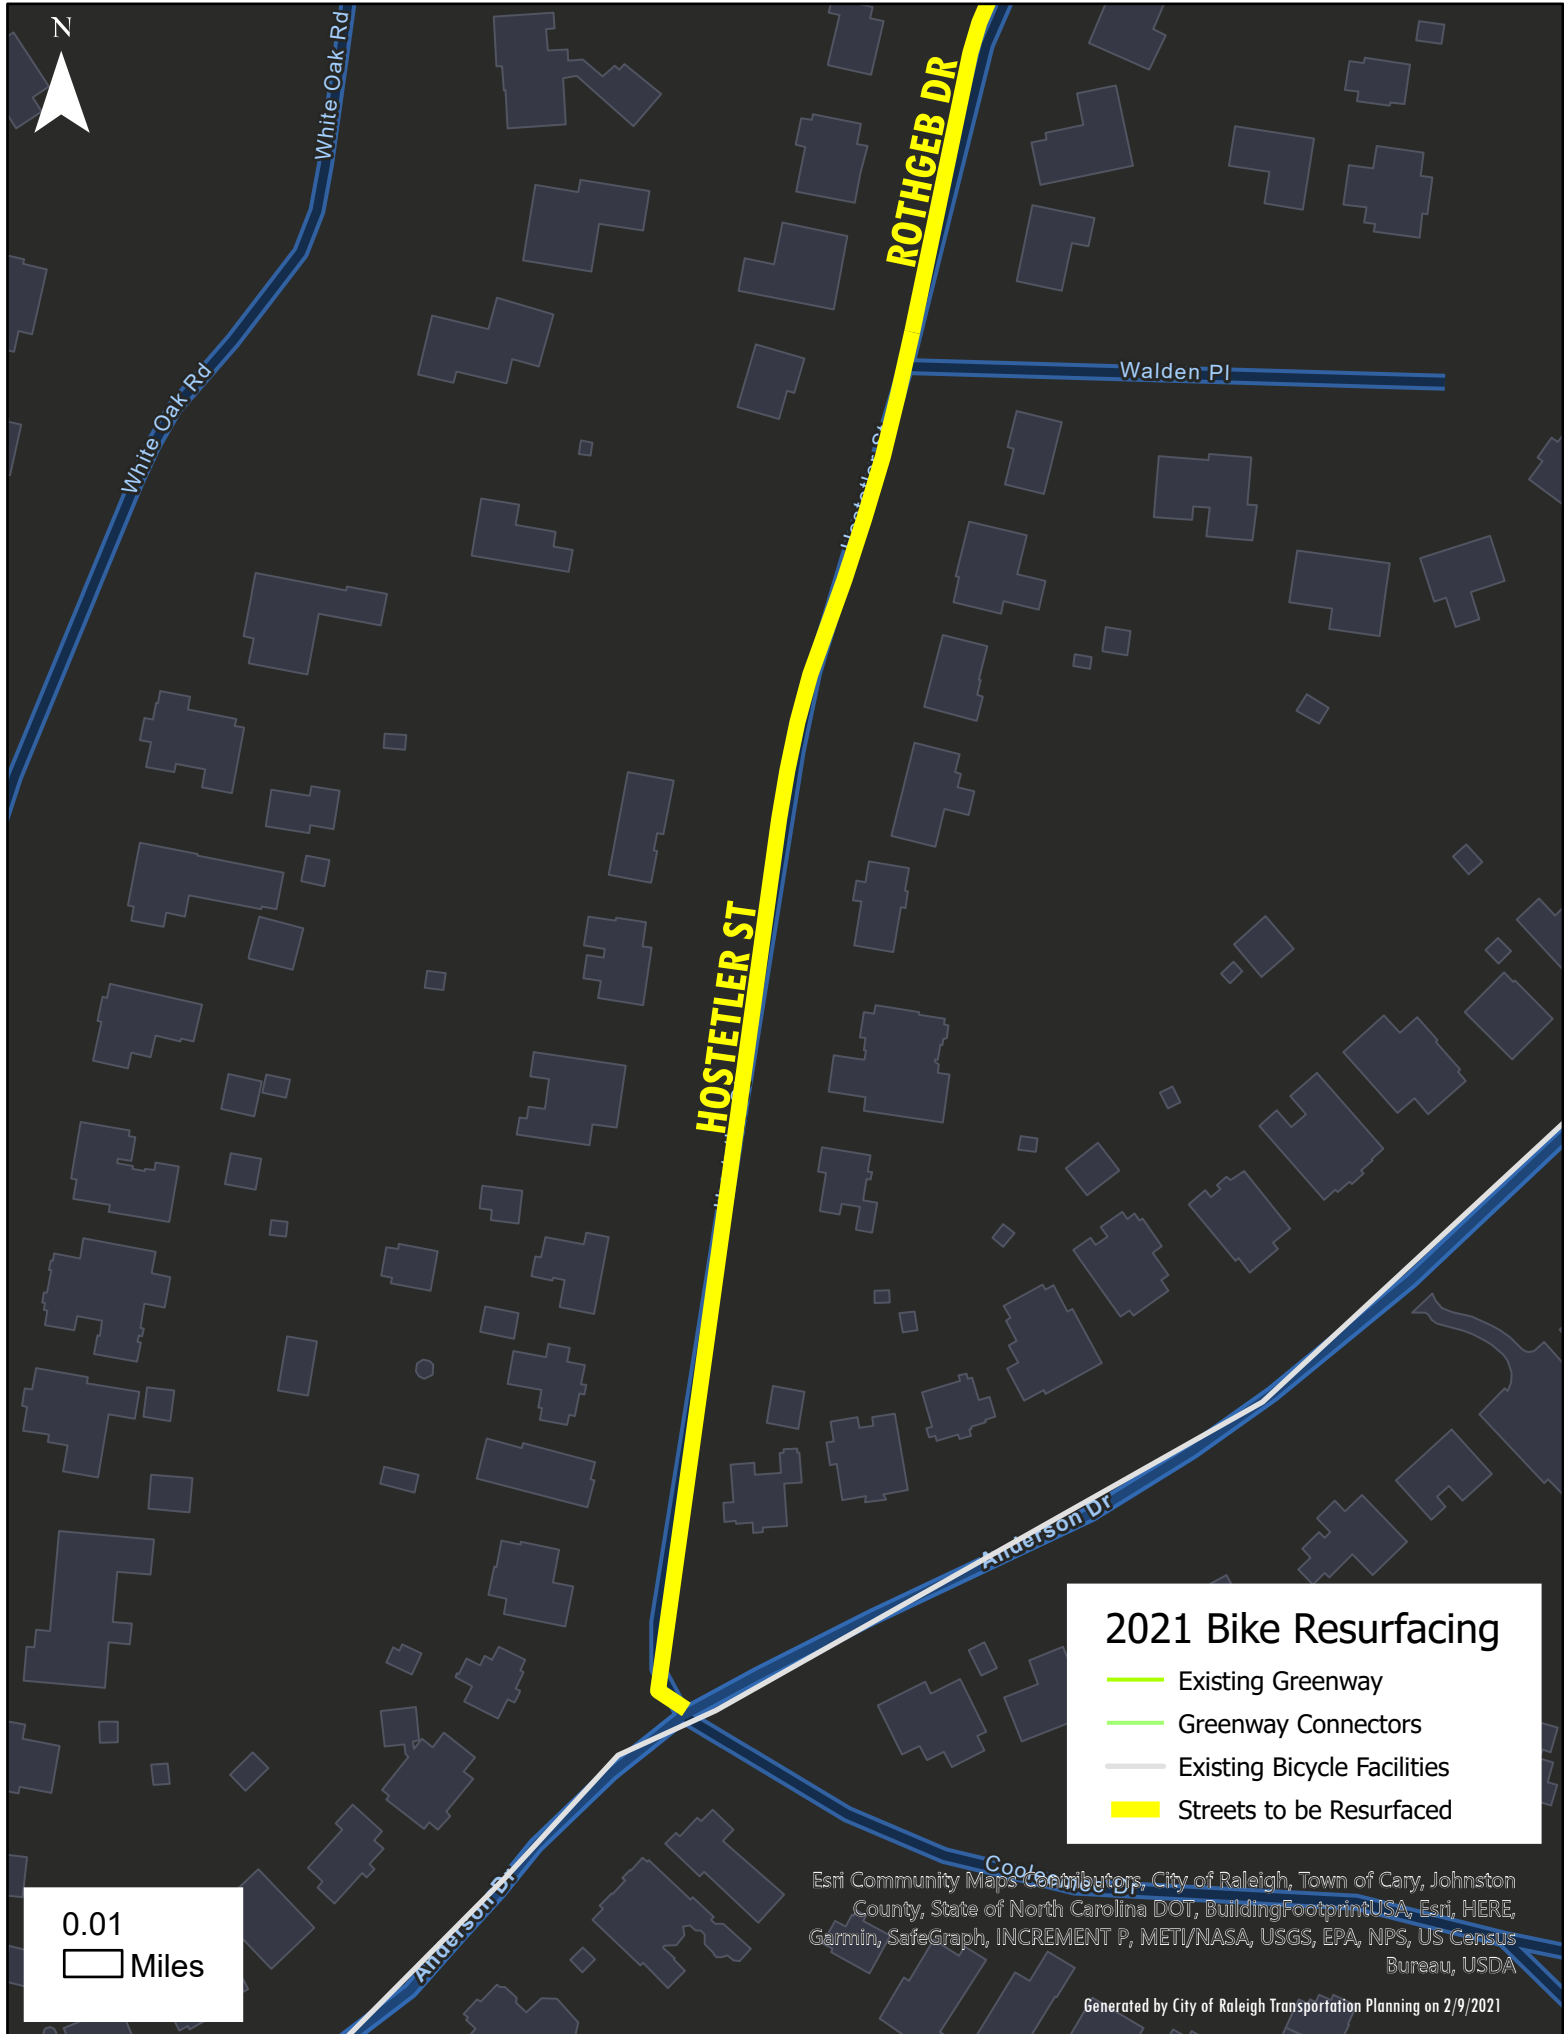 N
White Oak Rd
ROTHGEB DR
Walden Pl
White Oak Rd
HOSTETLER ST
Anderson Dr
2021 Bike Resurfacing
Existing Greenway
Greenway Connectors
Existing Bicycle Facilities
Streets to be Resurfaced
Esri Community Maps Contributors, City of Raleigh, Town of Cary, Johnston
County, State of North Carolina DOT, BuildingFootprintUSA, Esri, HERE,
Garmin, SafeGraph, INCREMENT P, METI/NASA, USGS, EPA, NPS, US Census
Bureau, USDA
Anderson Dr
0.01
Miles
Generated by City of Raleigh Transportation Planning on 2/9/2021